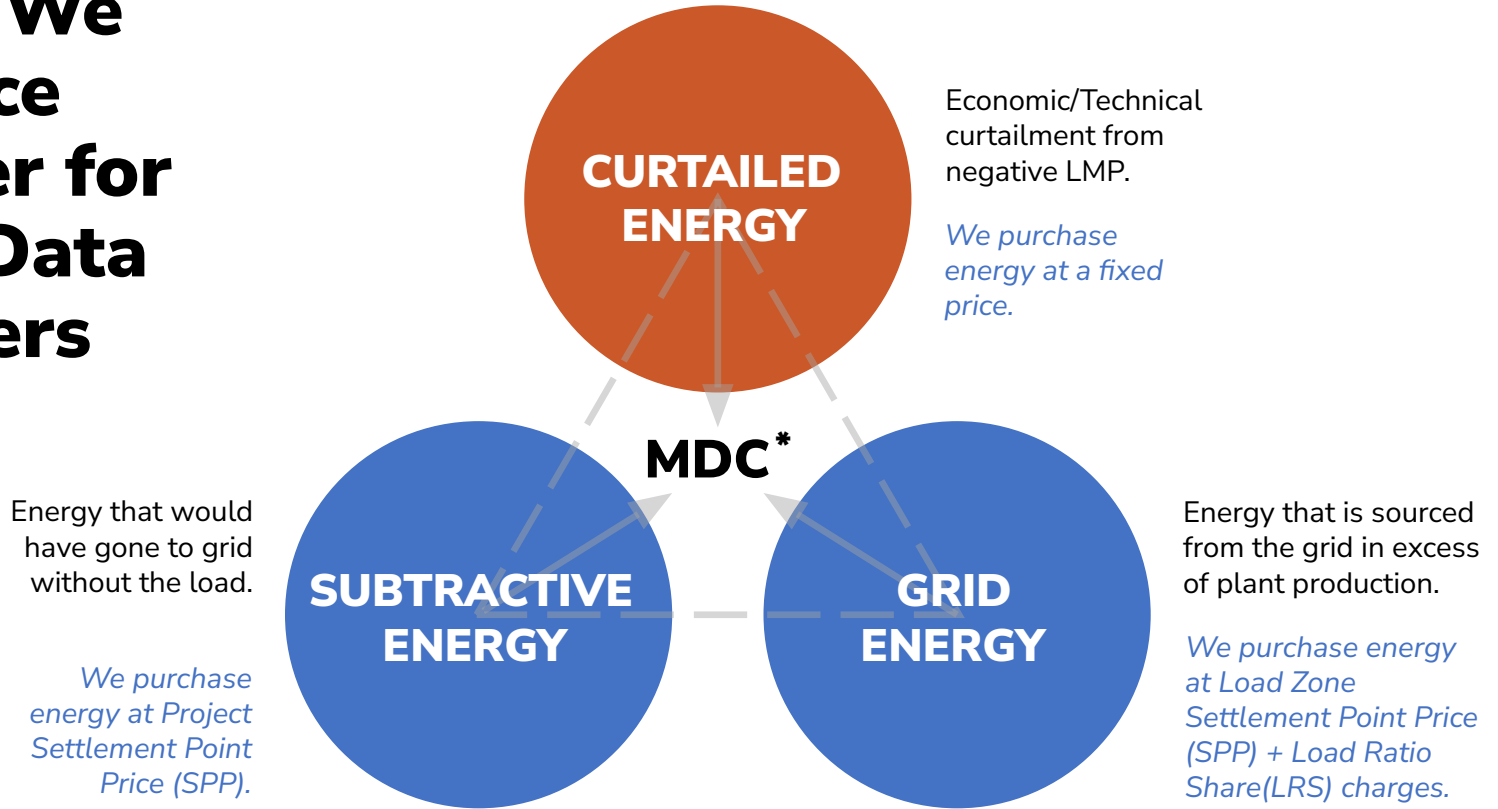 We
ce
er for
Data
ers
CURTAILED
ENERGY
Economic/Technical
curtailment from
negative LMP.
We purchase
energy at a fixed
price.
MDC*
Energy that would
have gone to grid
without the load.
We purchase
energy at Project
Settlement Point
Price (SPP).
SUBTRACTIVE
ENERGY
GRID
ENERGY
Energy that is sourced
from the grid in excess
of plant production.
We purchase energy
at Load Zone
Settlement Point Price
(SPP) + Load Ratio
Share(LRS) charges.